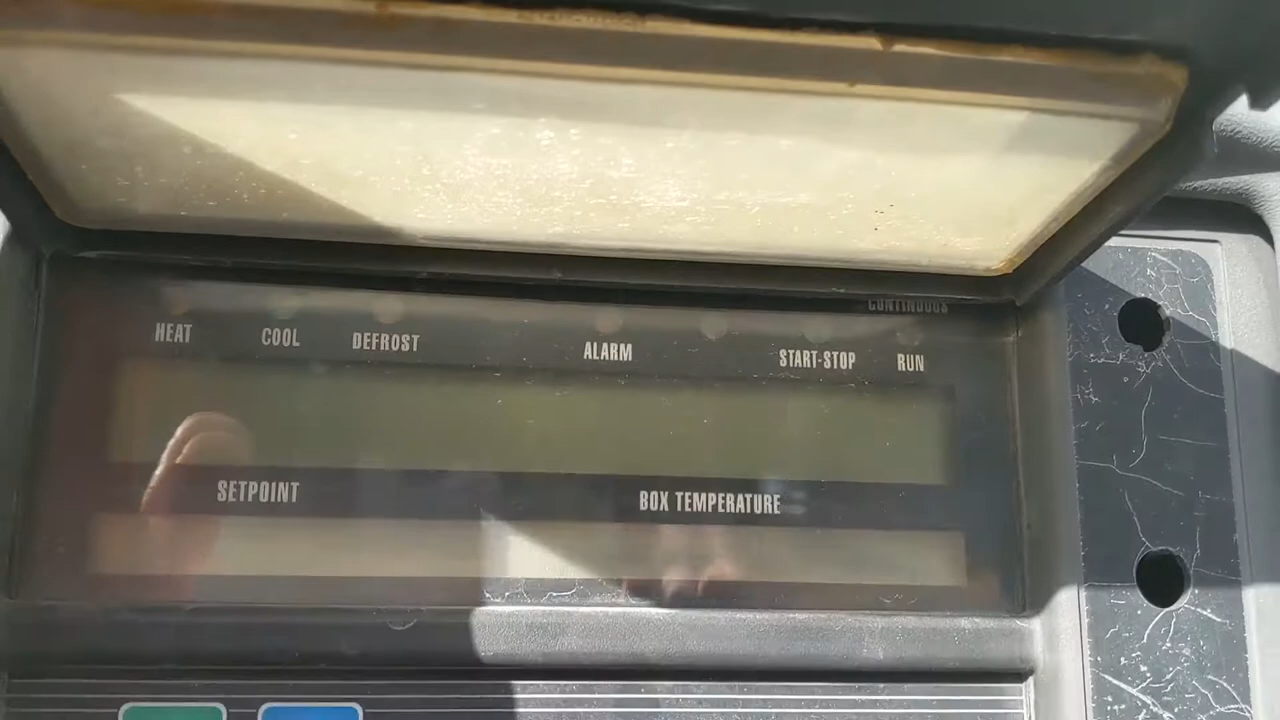 CONTINUOUS
HEAT COOL DEFROST ALARM START-STOP RUN
SETPOINT BOX TEMPERATURE